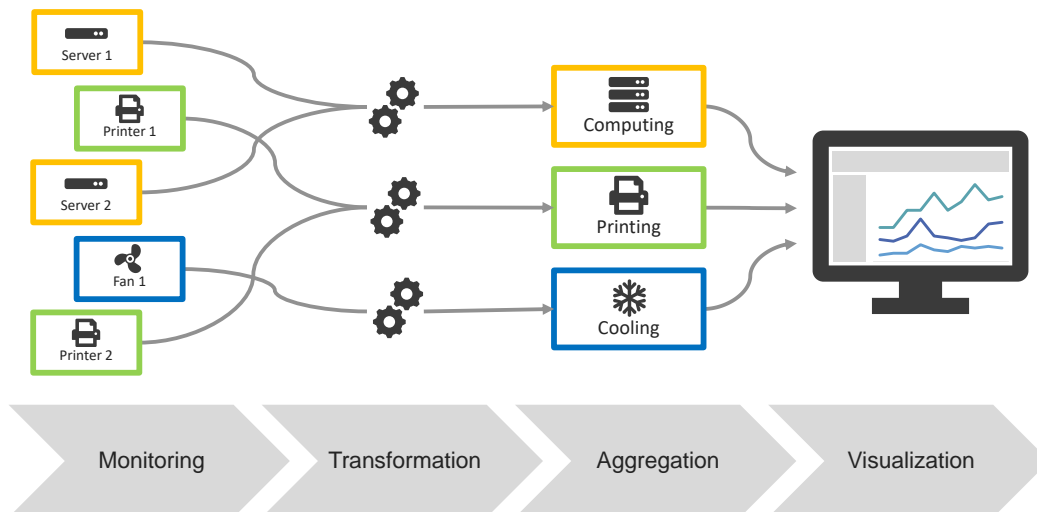 Server 1
Printer 1
Server 2
Fan 1
Printer 2
Computing
Printing
Cooling
Monitoring
Transformation
Aggregation
Visualization